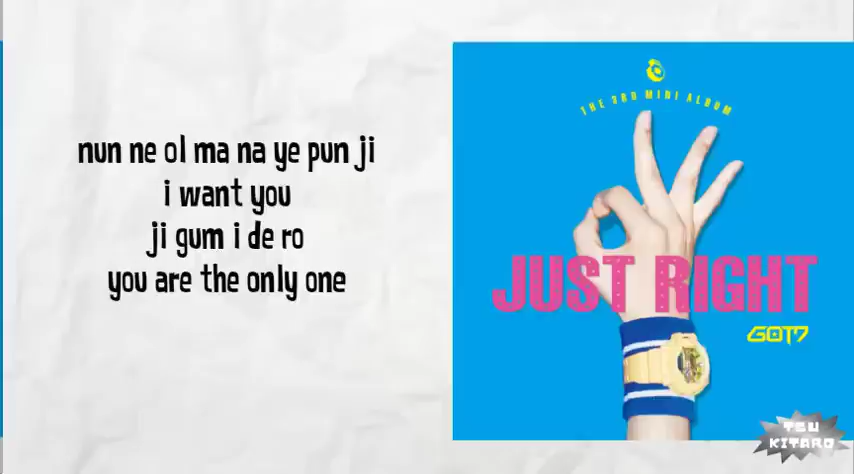 nun ne ol ma na ye pun ji
i want you
ji gum i de ro
you are the only one
THE 3RD MINI ALBUM
JUST RIGHT
GOT7
TSU
KITARO